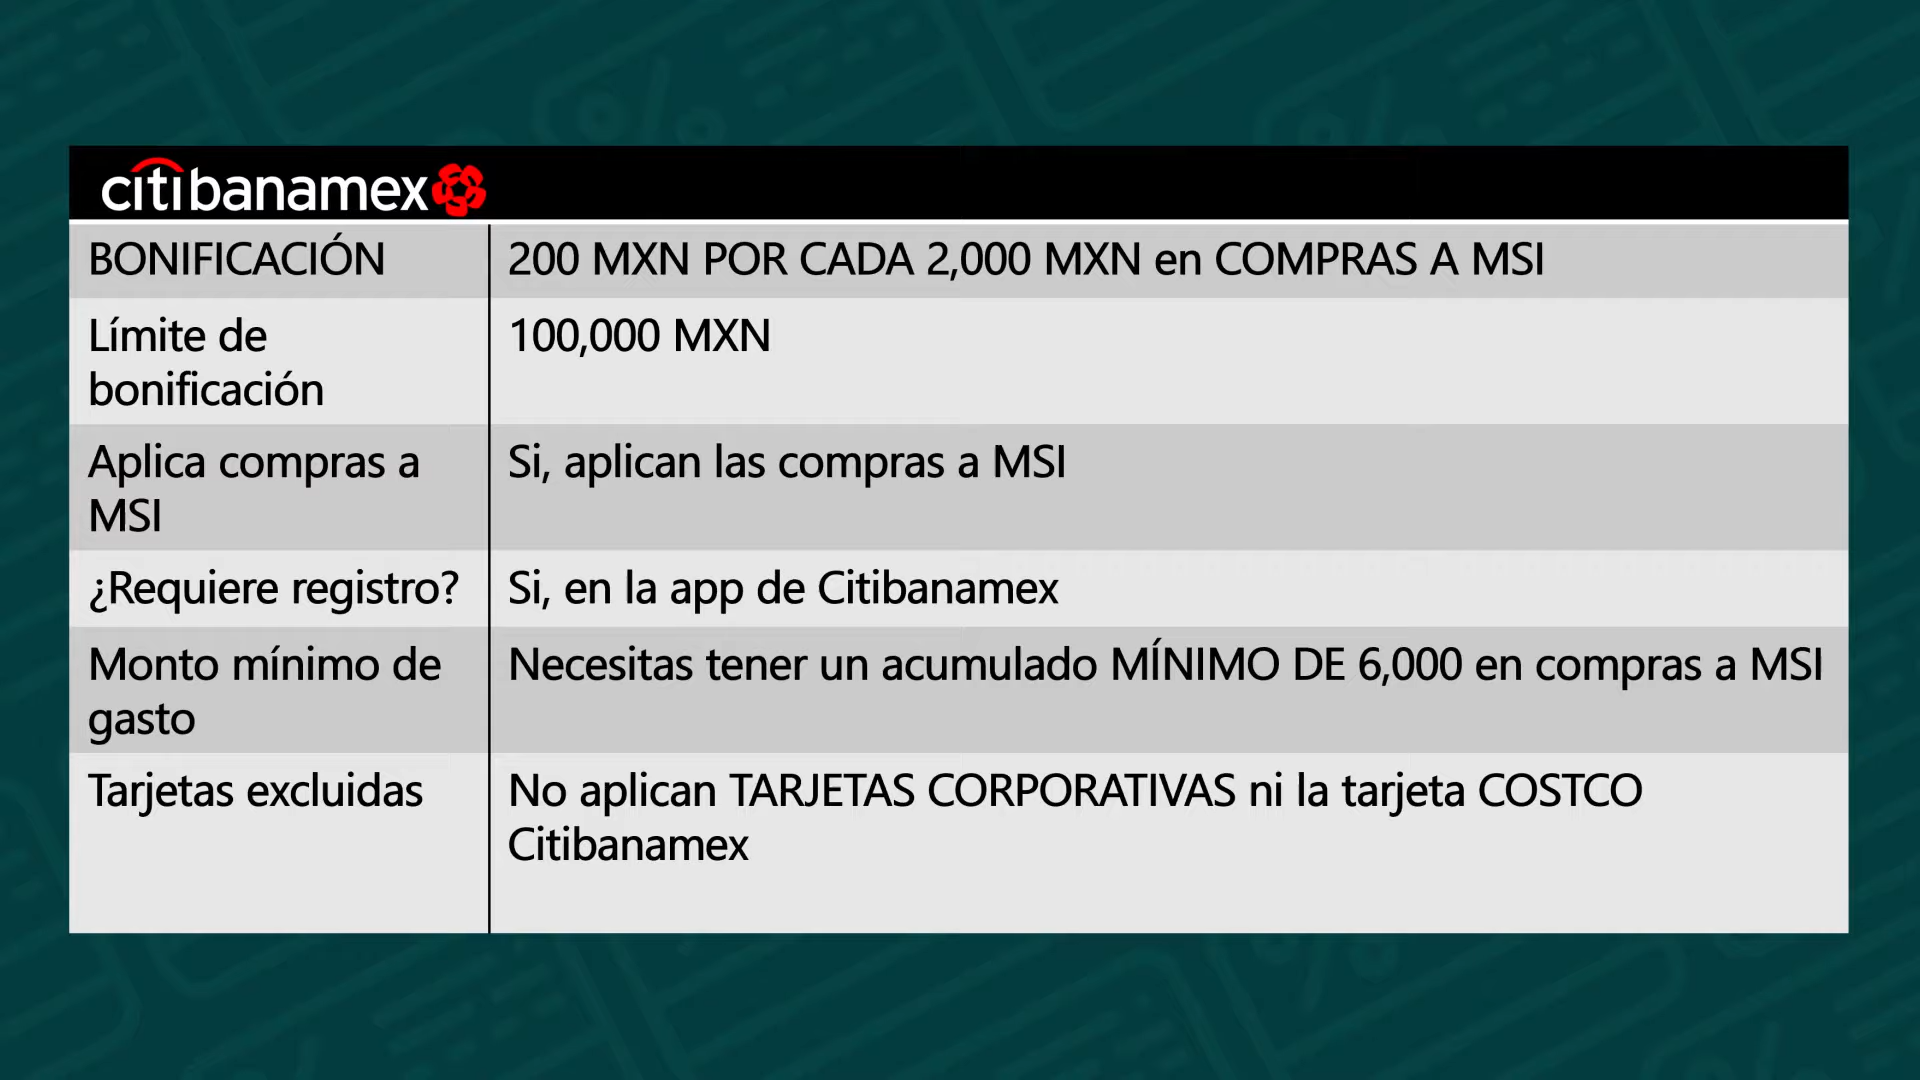 citibanamex
BONIFICACIÓN
200 MXN POR CADA 2,000 MXN en COMPRAS A MSI
Límite de
bonificación
100,000 MXN
Aplica compras a
MSI
Si, aplican las compras a MSI
¿Requiere registro?
Si, en la app de Citibanamex
Monto mínimo de
gasto
Necesitas tener un acumulado MÍNIMO DE 6,000 en compras a MSI
Tarjetas excluidas
No aplican TARJETAS CORPORATIVAS ni la tarjeta COSTCO
Citibanamex